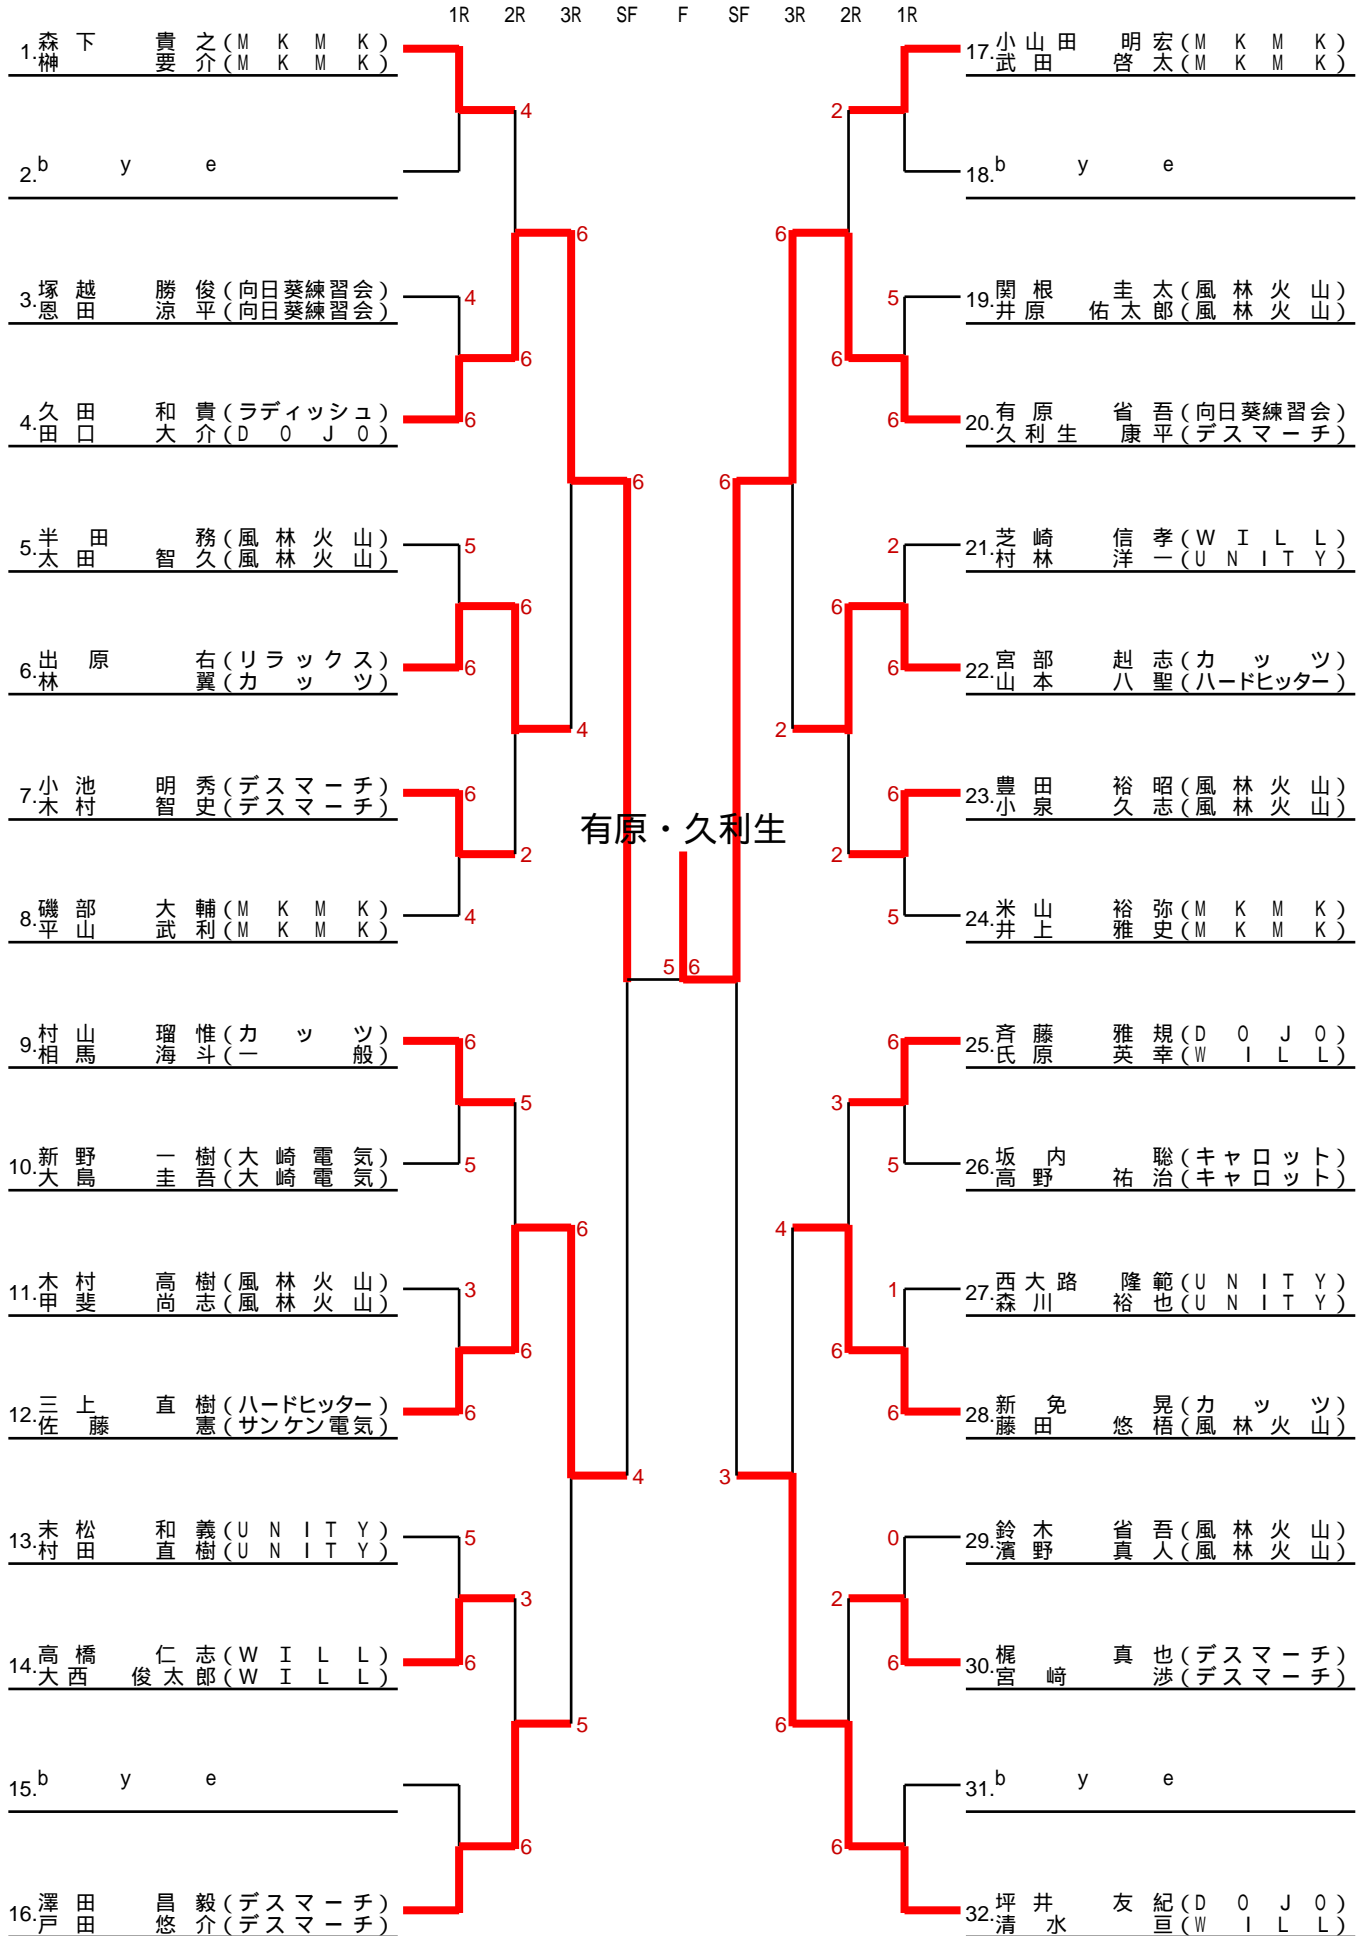 1R 2R 3R SF F SF 3R 2R 1R
1. 森下 貴之(MKMK)
榊 要介(MKMK)
4
2. bye
3. 塚越 勝俊(向日葵練習会) 4
恩田 涼平(向日葵練習会)
6
6
4. 久田 和貴(ラディッシュ) 6
田口 大介(DOJO)
6
5. 半田 務(風林火山) 5
太田 智久(風林火山)
6
6. 出原 右(リラックス) 6
林 翼(カッツ)
4
7. 小池 明秀(デスマーチ) 6
木村 智史(デスマーチ)
2
8. 磯部 大輔(MKMK) 4
平山 武利(MKMK)
有原・久利生
5 6
9. 村山 瑠惟(カッツ) 6
相馬 海斗(一般)
5
10. 新野 一樹(大崎電気) 5
大島 圭吾(大崎電気)
6
11. 木村 高樹(風林火山) 3
甲斐 尚志(風林火山)
6
12. 三上 直樹(ハードヒッター) 6
佐藤 憲(サンケン電気)
4
13. 末松 和義(UNITY) 5
村田 直樹(UNITY)
3
14. 高橋 仁志(WILL) 6
大西 俊太郎(WILL)
5
15. bye
6
16. 澤田 昌毅(デスマーチ)
戸田 悠介(デスマーチ)
17. 小山田 明宏(MKMK)
武田 啓太(MKMK)
2
18. bye
6
5 19.関根 圭太(風林火山)
井原 佑太郎(風林火山)
6
6 20. 有原 省吾(向日葵練習会)
久利生 康平(デスマーチ)
6
2 21. 芝崎 信孝(WILL)
村林 洋一(UNITY)
6
6 22. 宮部 赳志(カッツ)
山本 八聖(ハードヒッター)
2
6 23. 豊田 裕昭(風林火山)
小泉 久志(風林火山)
2
5 24. 米山 裕弥(MKMK)
井上 雅史(MKMK)
6 25. 斉藤 雅規(DOJO)
氏原 英幸(WILL)
3
5 26. 坂内 聡(キャロット)
高野 祐治(キャロット)
4
1 27. 西大路 隆範(UNITY)
森川 裕也(UNITY)
6
6 28. 新免 晃(カッツ)
藤田 悠梧(風林火山)
3
0 29. 鈴木 省吾(風林火山)
濱野 真人(風林火山)
2
6 30. 梶 真也(デスマーチ)
宮﨑 渉(デスマーチ)
6
31. bye
6
32. 坪井 友紀(DOJO)
清水 亘(WILL)